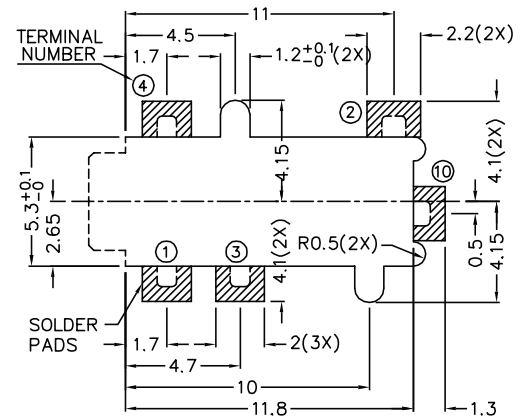 11
TERMINAL
NUMBER
4.5
1.7
1.2+0.1-0(2X)
2.2(2X)
4
2
5.3+0.1-0
2.65
4.15
4.1(2X)
10
1
3
4.1(2X)
R0.5(2X)
0.5
4.15
SOLDER
PADS
1.7
2(3X)
4.7
10
11.8
1.3